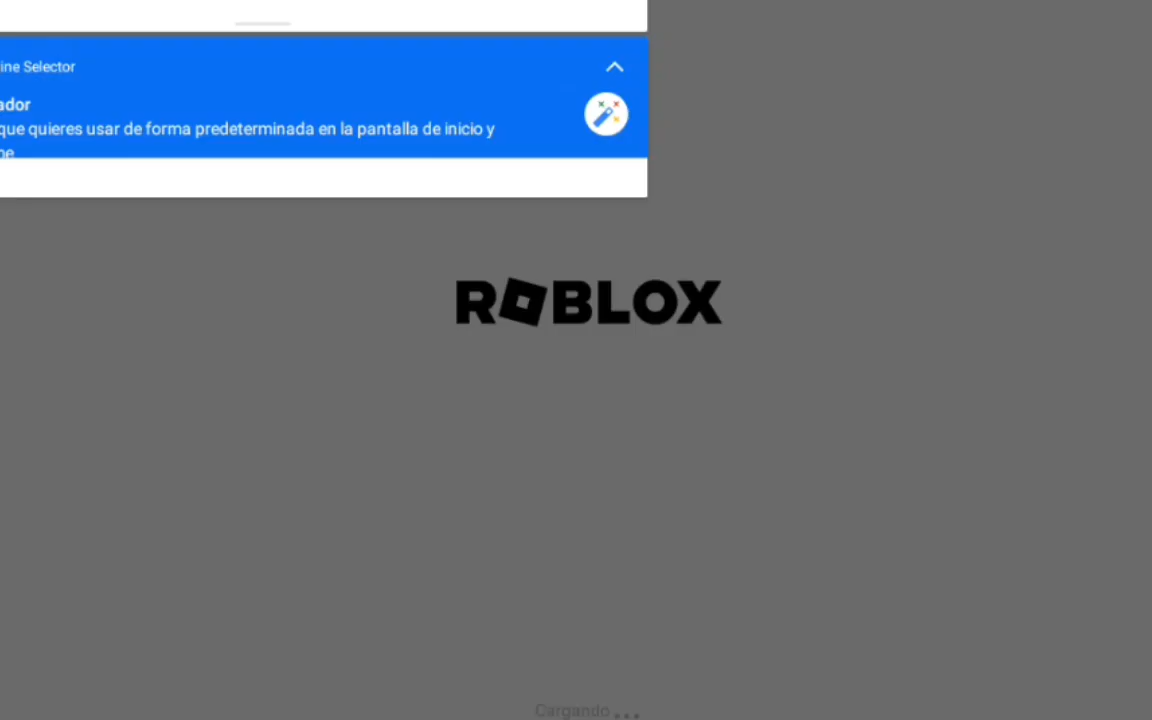 ine Selector
ador
que quieres usar de forma predeterminada en la pantalla de inicio y
ROBLOX
Cargando...